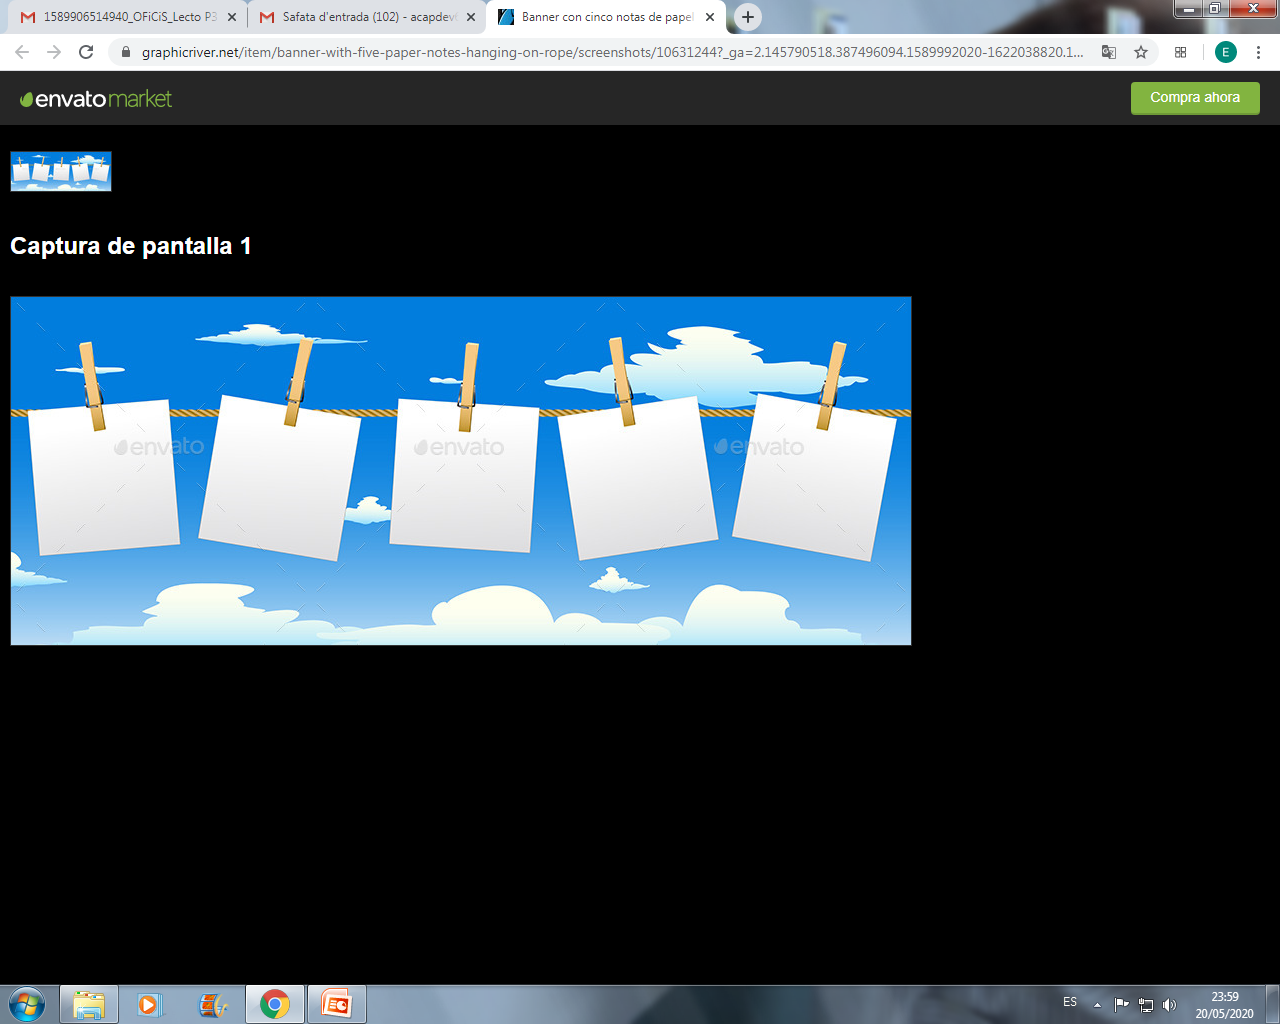 1589906514940_OFiCiS_Lecto P3
Safata d'entrada (102) - acapdev
Banner con cinco notas de papel
graphicriver.net/item/banner-with-five-paper-notes-hanging-on-rope/screenshots/10631244?_ga=2.145790518.387496094.1589992020-1622038820.1...
E
envatomarket
Compra ahora
Captura de pantalla 1
envato envato envato
ES
23:59
20/05/2020